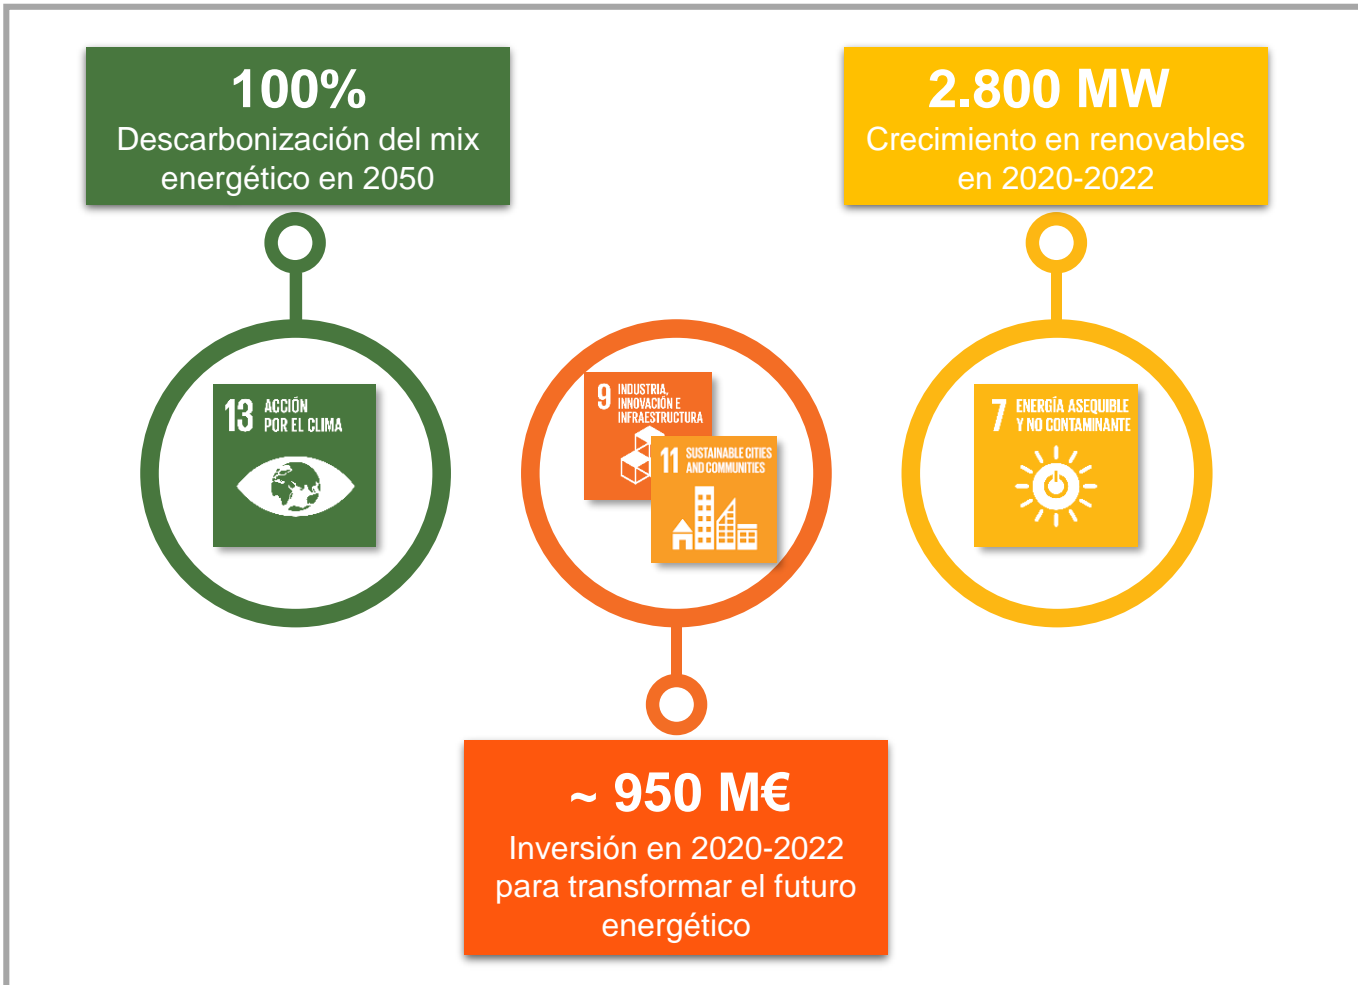 100%
Descarbonización del mix
energético en 2050
2.800 MW
Crecimiento en renovables
en 2020-2022
13 ACCIÓN
POR EL CLIMA
9 INDUSTRIA,
INNOVACIÓN E
INFRAESTRUCTURA
11 SUSTAINABLE CITIES
AND COMMUNITIES
7 ENERGÍA ASEQUIBLE
Y NO CONTAMINANTE
~ 950 M€
Inversión en 2020-2022
para transformar el futuro
energético